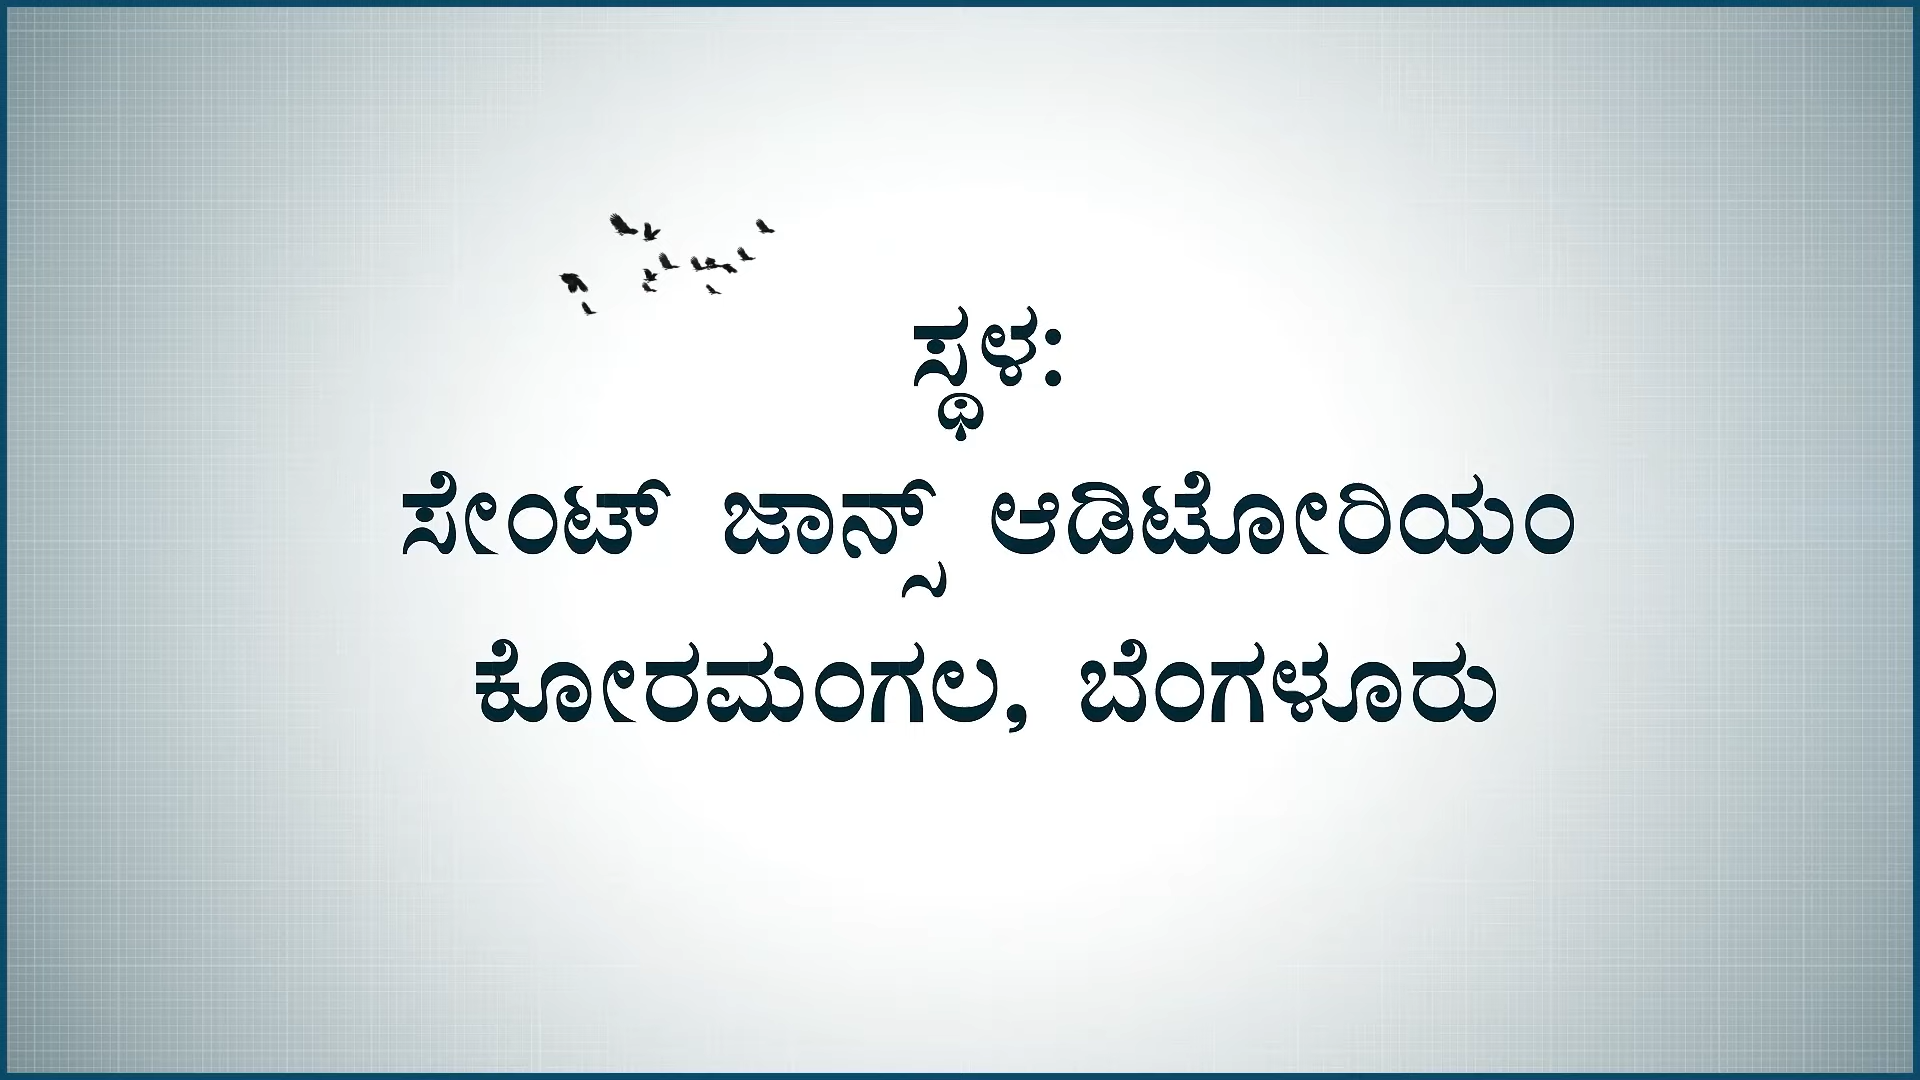 ಸ್ಥಳ:
ಸೇಂಟ್ ಜಾನ್ಸ್ ಆಡಿಟೋರಿಯಂ
ಕೋರಮಂಗಲ, ಬೆಂಗಳೂರು